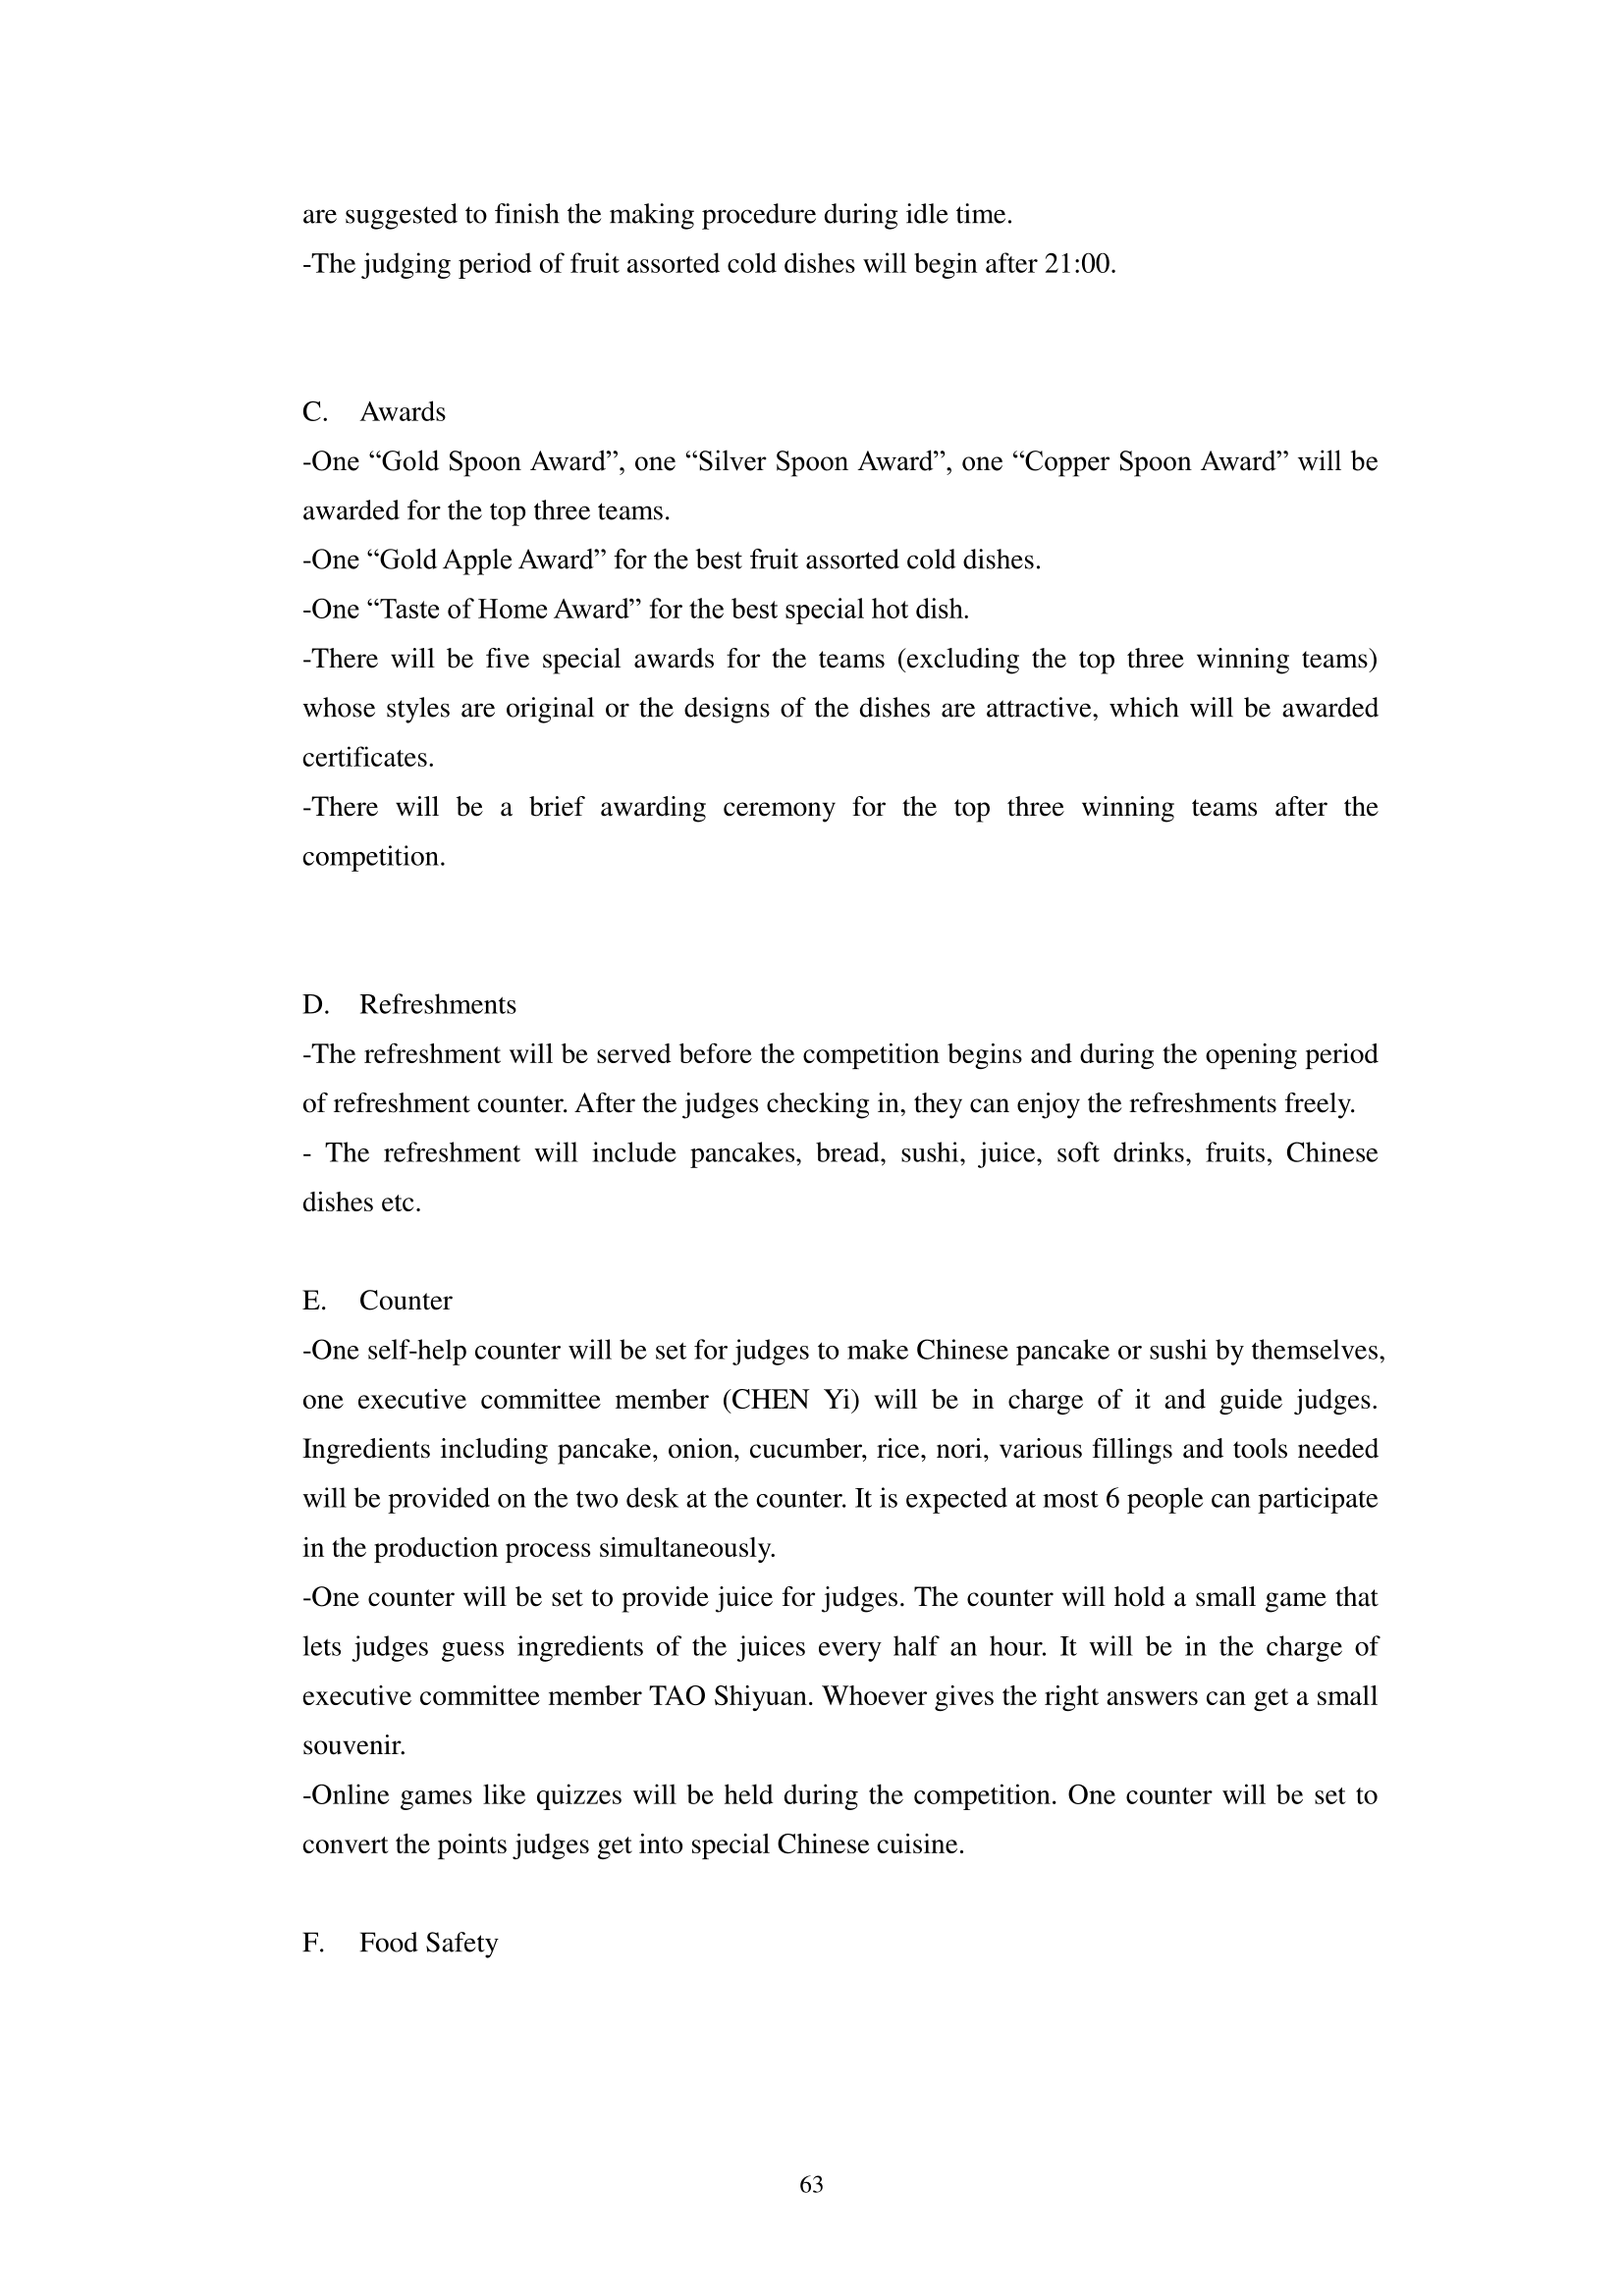 are suggested to finish the making procedure during idle time.
-The judging period of fruit assorted cold dishes will begin after 21:00.
C. Awards
-One “Gold Spoon Award”, one “Silver Spoon Award”, one “Copper Spoon Award” will be
awarded for the top three teams.
-One “Gold Apple Award” for the best fruit assorted cold dishes.
-One “Taste of Home Award” for the best special hot dish.
-There will be five special awards for the teams (excluding the top three winning teams)
whose styles are original or the designs of the dishes are attractive, which will be awarded
certificates.
-There will be a brief awarding ceremony for the top three winning teams after the
competition.
D. Refreshments
-The refreshment will be served before the competition begins and during the opening period
of refreshment counter. After the judges checking in, they can enjoy the refreshments freely.
- The refreshment will include pancakes, bread, sushi, juice, soft drinks, fruits, Chinese
dishes etc.
E. Counter
-One self-help counter will be set for judges to make Chinese pancake or sushi by themselves,
one executive committee member (CHEN Yi) will be in charge of it and guide judges.
Ingredients including pancake, onion, cucumber, rice, nori, various fillings and tools needed
will be provided on the two desk at the counter. It is expected at most 6 people can participate
in the production process simultaneously.
-One counter will be set to provide juice for judges. The counter will hold a small game that
lets judges guess ingredients of the juices every half an hour. It will be in the charge of
executive committee member TAO Shiyuan. Whoever gives the right answers can get a small
souvenir.
-Online games like quizzes will be held during the competition. One counter will be set to
convert the points judges get into special Chinese cuisine.
F. Food Safety
63